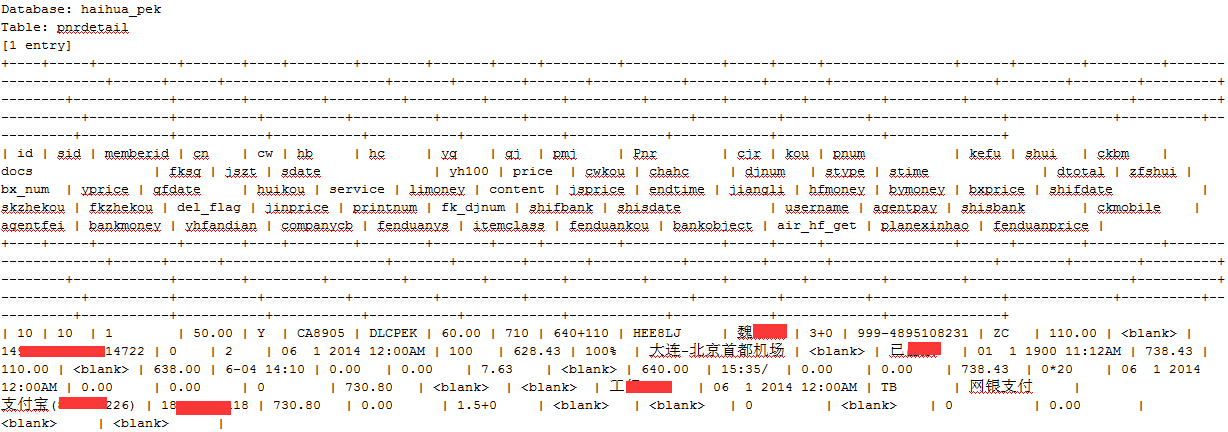 Database: haihua_pek
Table: pnrdetail
[1 entry]
| id | sid | memberid | cn | cw | hb | hc | yq | qj | pmj | Pnr | cjr | kou | pnum | kefu | shui | ckbm |
docs | fksq | jszt | sdate | yh100 | price | cwkou | chahc | djnum | stype | stime | dtotal | zfshui |
bx_num | yprice | qfdate | huikou | service | limoney | content | jsprice | endtime | jiangli | hfmoney | bymoney | bxprice | shifdate |
skzhekou | fkzhekou | del_flag | jinprice | printnum | fk_djnum | shifbank | shisdate | username | agentpay | shisbank | ckmobile |
agentfei | bankmoney | yhfandian | companycb | fenduanys | itemclass | fenduankou | bankobject | air_hf_get | planexinhao | fenduanprice |
| 10 | 10 | 1 | 50.00 | Y | CA8905 | DLCPEK | 60.00 | 710 | 640+110 | HEE8LJ | 魏 | 3+0 | 999-4895108231 | ZC | 110.00 | <blank> |
149 14722 | 0 | 2 | 06 1 2014 12:00AM | 100 | 628.43 | 100% | 大连-北京首都机场 | <blank> | 已 | 01 1 1900 11:12AM | 738.43 |
110.00 | <blank> | 638.00 | 6-04 14:10 | 0.00 | 0.00 | 7.63 | <blank> | 640.00 | 15:35/ | 0.00 | 0.00 | 738.43 | 0*20 | 06 1 2014
12:00AM | 0.00 | 0.00 | 0 | 730.80 | <blank> | <blank> | 工 | 06 1 2014 12:00AM | TB | 网银支付 |
支付宝( 226) | 18 18 | 730.80 | 0.00 | 1.5+0 | <blank> | <blank> | 0 | <blank> | 0 | 0.00 |
<blank> | <blank> |